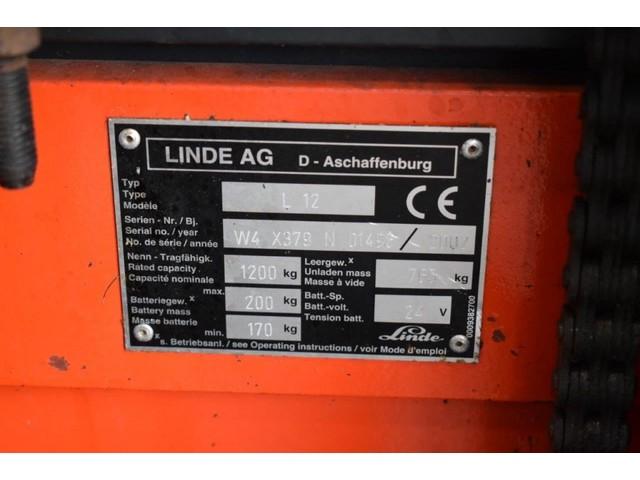 LINDE AG D - Aschaffenburg
Typ
Type
Modèle
L 12
CE
Serien - Nr./ Bj.
Serial no./ year
No. de série / année
W4 X379 N /
Nenn - Tragfähigk.
Rated capacity
Capacité nominale
1200 kg
Leergew. x
Unladen mass
Masse à vide
kg
Batteriegew. x
Battery mass
Masse batterie
max. 200 kg
min. 170 kg
Batt.-Sp.
Batt.-volt.
Tension batt.
24 V
Linde
0009382700
x s. Betriebsanl. / see Operating instructions / voir Mode d'emploi